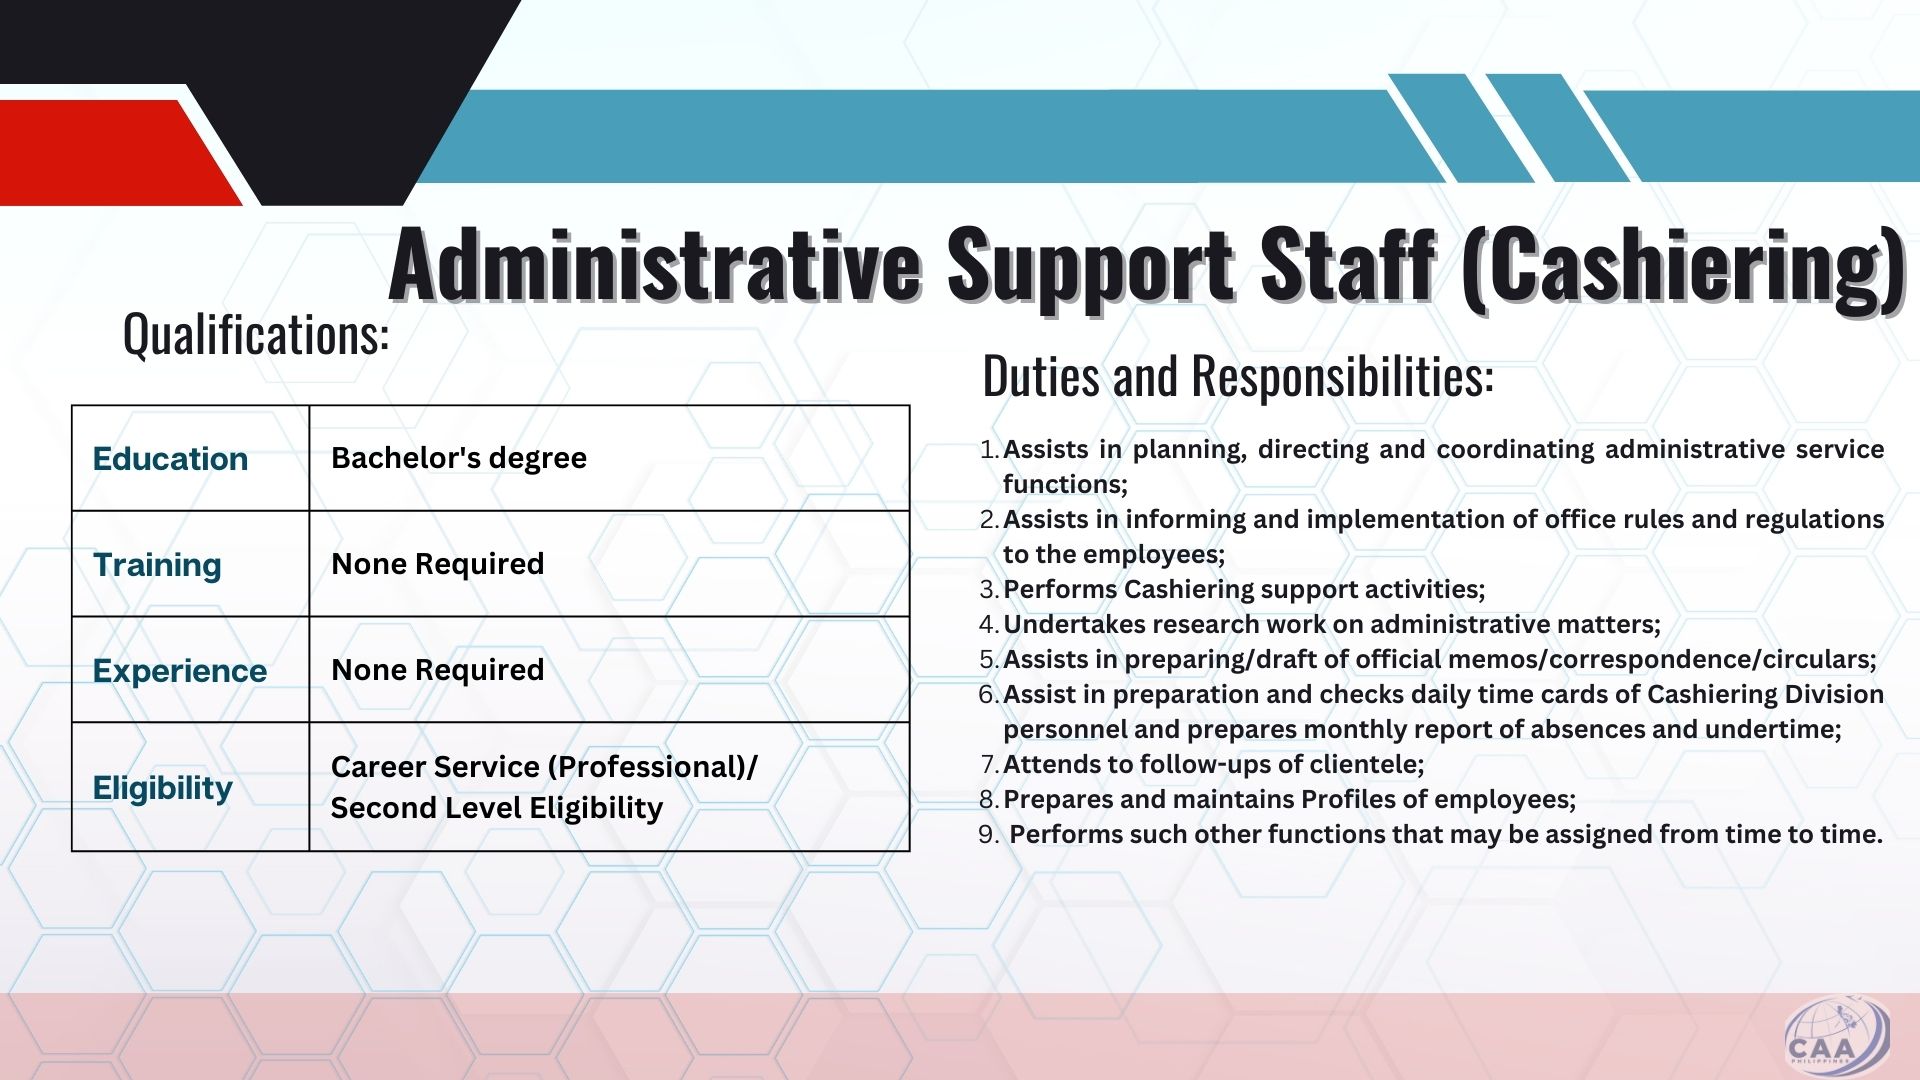 Administrative Support Staff (Cashiering)
Qualifications:
Education
Bachelor's degree
Training
None Required
Experience
None Required
Eligibility
Career Service (Professional)/
Second Level Eligibility
Duties and Responsibilities:
1. Assists in planning, directing and coordinating administrative service
functions;
2. Assists in informing and implementation of office rules and regulations
to the employees;
3. Performs Cashiering support activities;
4. Undertakes research work on administrative matters;
5. Assists in preparing/draft of official memos/correspondence/circulars;
6. Assist in preparation and checks daily time cards of Cashiering Division
personnel and prepares monthly report of absences and undertime;
7. Attends to follow-ups of clientele;
8. Prepares and maintains Profiles of employees;
9. Performs such other functions that may be assigned from time to time.
CAA
PHILIPPINES